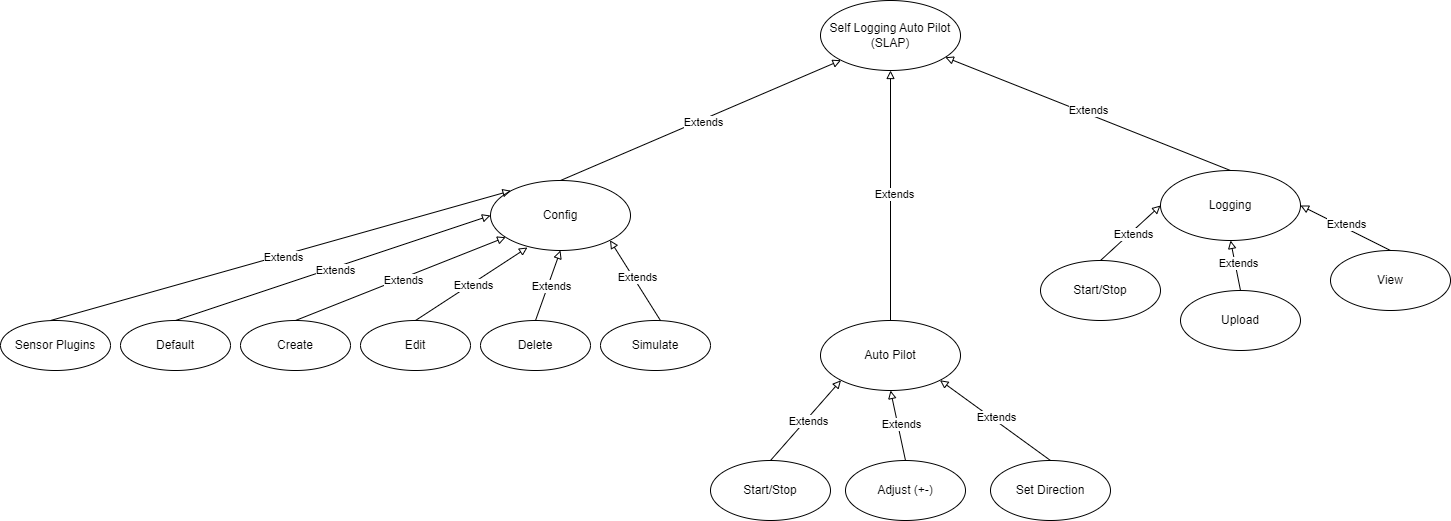 Self Logging Auto Pilot
(SLAP)
Extends
Extends
Extends
Config
Logging
Extends
Extends
Extends
Extends
Extends
Extends
Extends
Extends
Extends
Start/Stop
Upload
View
Sensor Plugins
Default
Create
Edit
Delete
Simulate
Auto Pilot
Extends
Extends
Extends
Start/Stop
Adjust (+-)
Set Direction